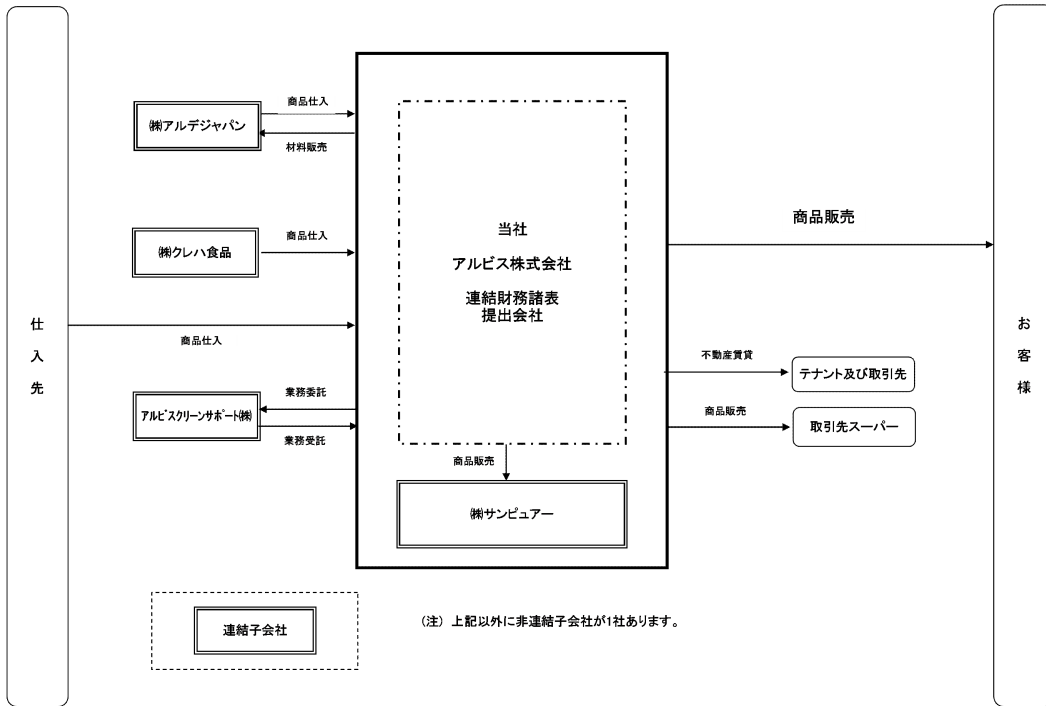 仕入先
商品仕入
㈱アルデジャパン
材料販売
商品仕入
㈱クレハ食品
商品仕入
業務委託
アルビスクリーンサポート㈱
業務受託
当社
アルビス株式会社
連結財務諸表
提出会社
商品販売
㈱サンピュアー
商品販売
不動産賃貸
テナント及び取引先
商品販売
取引先スーパー
お客様
連結子会社
(注) 上記以外に非連結子会社が1社あります。